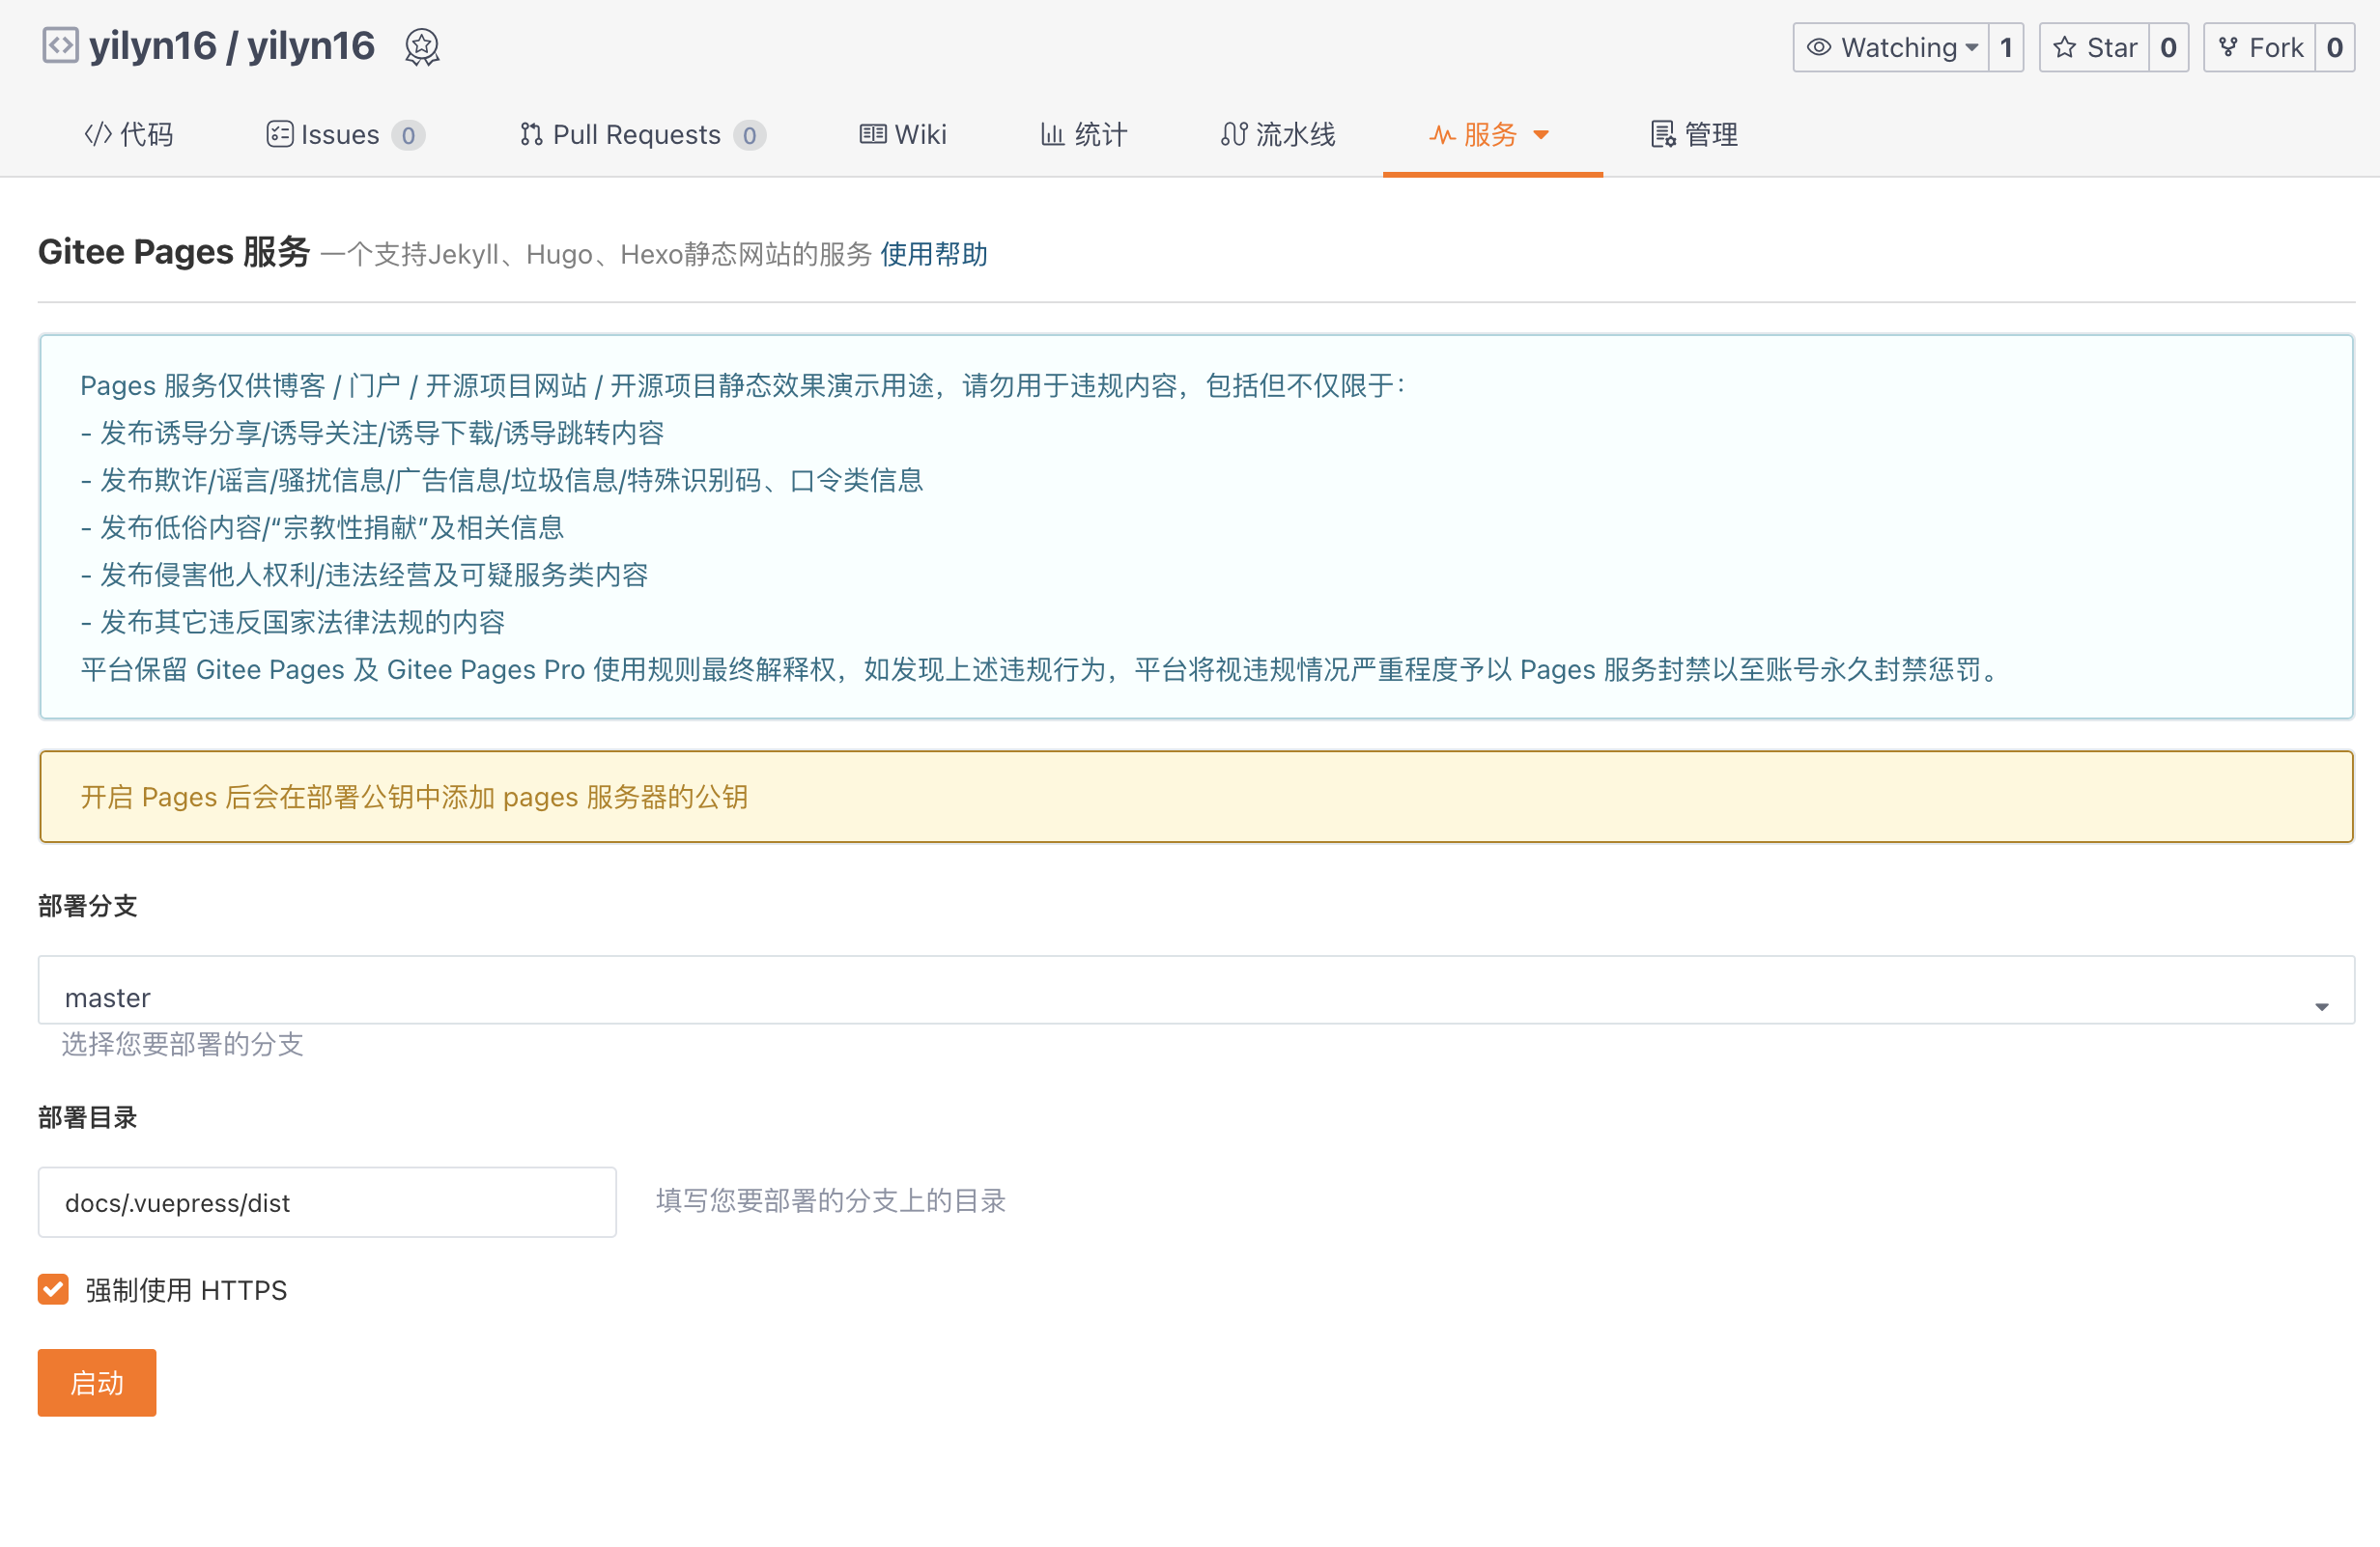 yilyn16 / yilyn16
Watching 1 Star 0 Fork 0
代码 Issues 0 Pull Requests 0 Wiki 统计 流水线 服务 管理
Gitee Pages 服务 一个支持Jekyll、Hugo、Hexo静态网站的服务 使用帮助
Pages 服务仅供博客 / 门户 / 开源项目网站 / 开源项目静态效果演示用途，请勿用于违规内容，包括但不仅限于：
- 发布诱导分享/诱导关注/诱导下载/诱导跳转内容
- 发布欺诈/谣言/骚扰信息/广告信息/垃圾信息/特殊识别码、口令类信息
- 发布低俗内容/“宗教性捐献”及相关信息
- 发布侵害他人权利/违法经营及可疑服务类内容
- 发布其它违反国家法律法规的内容
平台保留 Gitee Pages 及 Gitee Pages Pro 使用规则最终解释权，如发现上述违规行为，平台将视违规情况严重程度予以 Pages 服务封禁以至账号永久封禁惩罚。
开启 Pages 后会在部署公钥中添加 pages 服务器的公钥
部署分支
master
选择您要部署的分支
部署目录
docs/.vuepress/dist 填写您要部署的分支上的目录
强制使用 HTTPS
启动